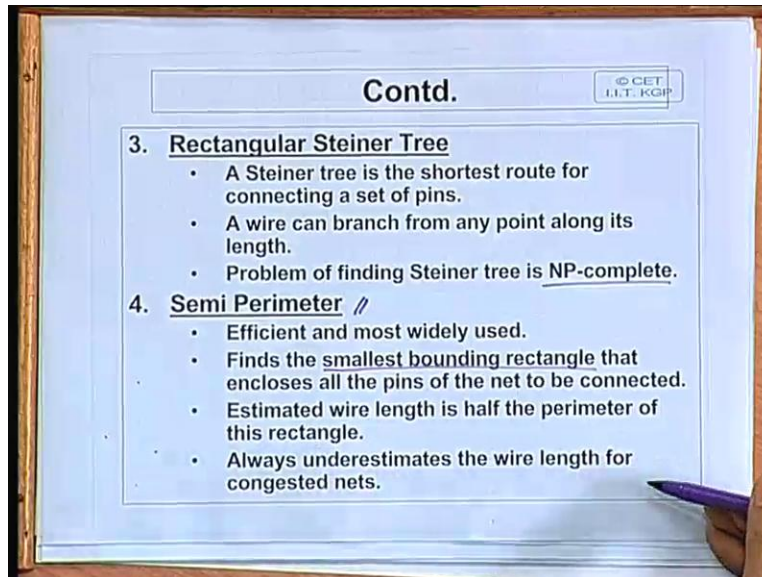 Contd.
© CET
I.I.T. KGP
3. Rectangular Steiner Tree
• A Steiner tree is the shortest route for
connecting a set of pins.
• A wire can branch from any point along its
length.
• Problem of finding Steiner tree is NP-complete.
4. Semi Perimeter //
• Efficient and most widely used.
• Finds the smallest bounding rectangle that
encloses all the pins of the net to be connected.
• Estimated wire length is half the perimeter of
this rectangle.
• Always underestimates the wire length for
congested nets.